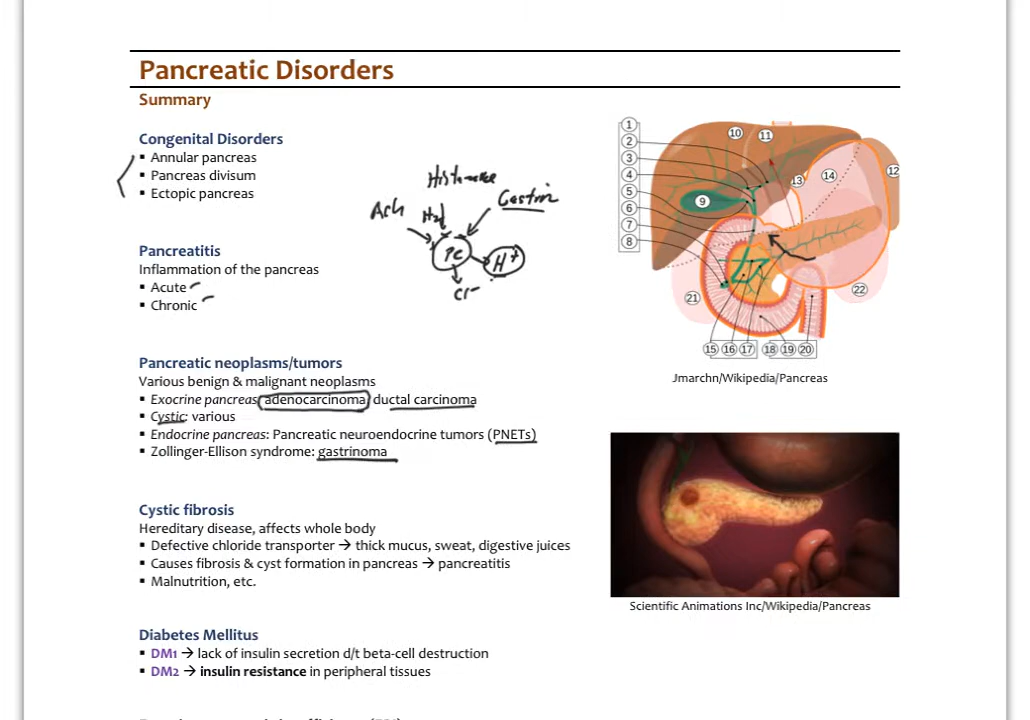 Pancreatic Disorders
Summary
Congenital Disorders
▪ Annular pancreas
▪ Pancreas divisum
▪ Ectopic pancreas
Histamine
Gastrin
Ach
PC
H+
Cl-
Pancreatitis
Inflammation of the pancreas
▪ Acute
▪ Chronic
Pancreatic neoplasms/tumors
Various benign & malignant neoplasms
▪ Exocrine pancreas: adenocarcinoma, ductal carcinoma
▪ Cystic: various
▪ Endocrine pancreas: Pancreatic neuroendocrine tumors (PNETs)
▪ Zollinger-Ellison syndrome: gastrinoma
Cystic fibrosis
Hereditary disease, affects whole body
▪ Defective chloride transporter → thick mucus, sweat, digestive juices
▪ Causes fibrosis & cyst formation in pancreas → pancreatitis
▪ Malnutrition, etc.
Diabetes Mellitus
▪ DM1 → lack of insulin secretion d/t beta-cell destruction
▪ DM2 → insulin resistance in peripheral tissues
1
2
3
4
5
6
7
8
9
10
11
12
13
14
21
22
15 16 17 18 19 20
Jmarchn/Wikipedia/Pancreas
Scientific Animations Inc/Wikipedia/Pancreas